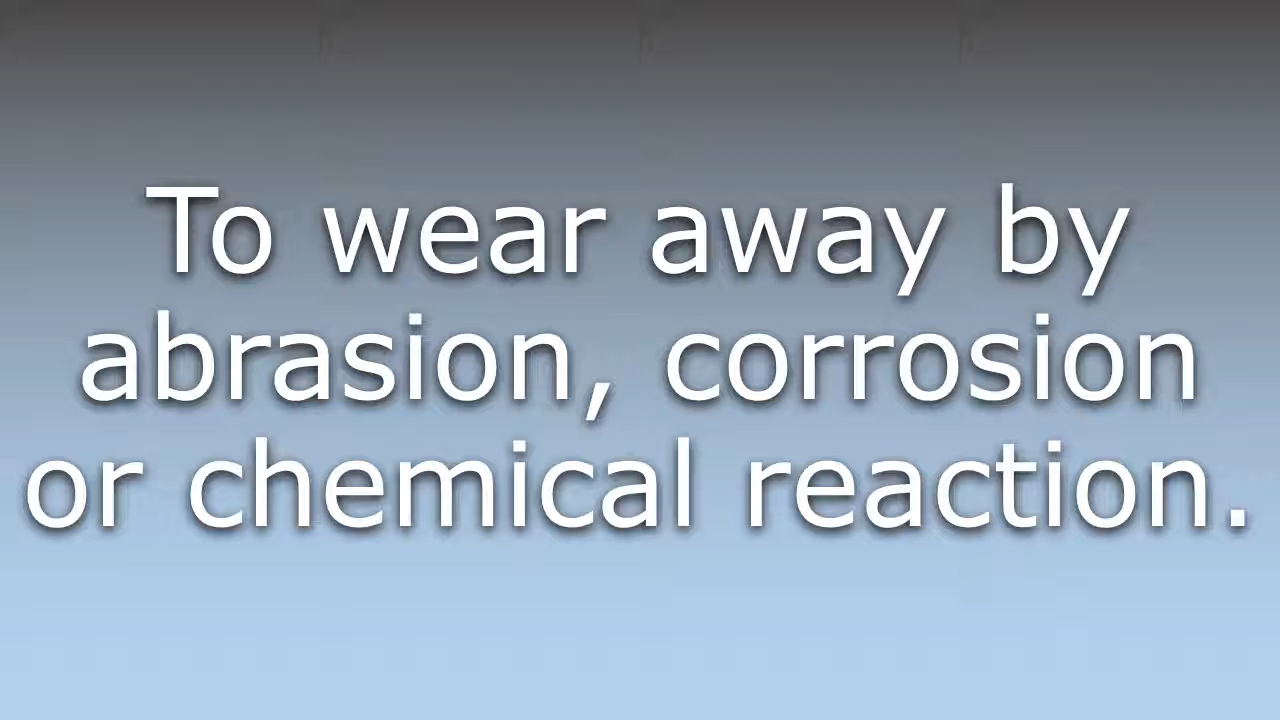 To wear away by
abrasion, corrosion
or chemical reaction.